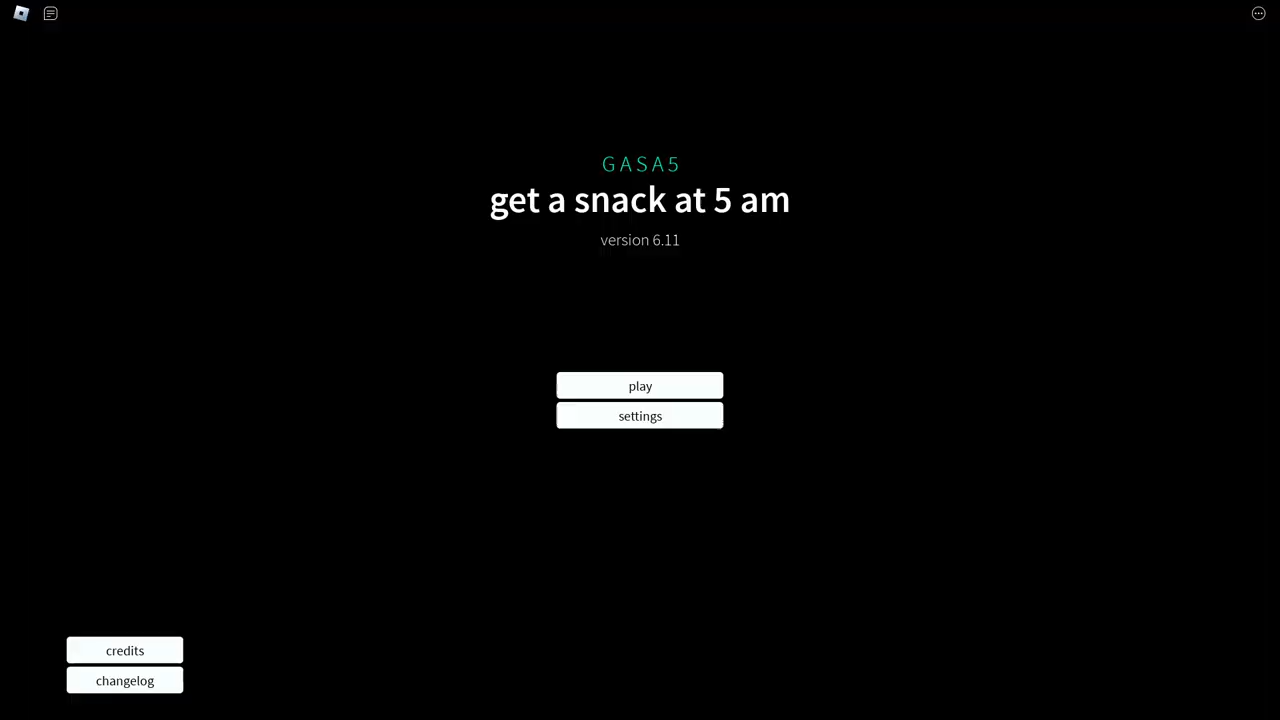 GASA5
get a snack at 5 am
version 6.11
play
settings
credits
changelog